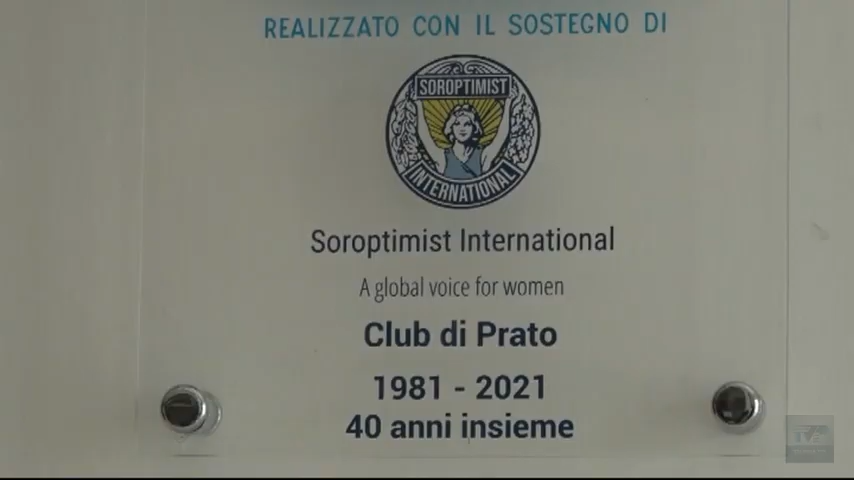 REALIZZATO CON IL SOSTEGNO DI
SOROPTIMIST
INTERNATIONAL
Soroptimist International
A global voice for women
Club di Prato
1981 - 2021
40 anni insieme